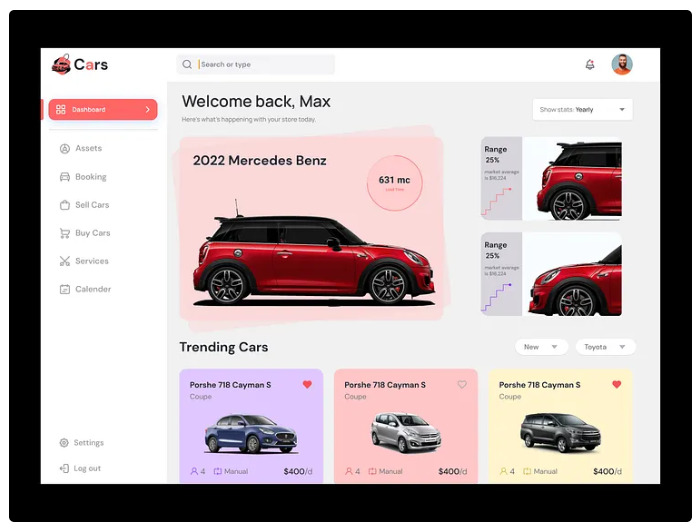 Cars
Search or type
Dashboard
Assets
Booking
Sell Cars
Buy Cars
Services
Calender
Settings
Log out
Welcome back, Max
Here's what's happening with your store today.
Show stats: Yearly
2022 Mercedes Benz
631 mc
Range
25%
market average
is $18,224
Range
25%
market average
is $18,224
Trending Cars
New
Toyota
Porshe 718 Cayman S
Coupe
4
Manual
$400/d
Porshe 718 Cayman S
4
Manual
$400/d
Porshe 718 Cayman S
Coupe
4
Manual
$400/d